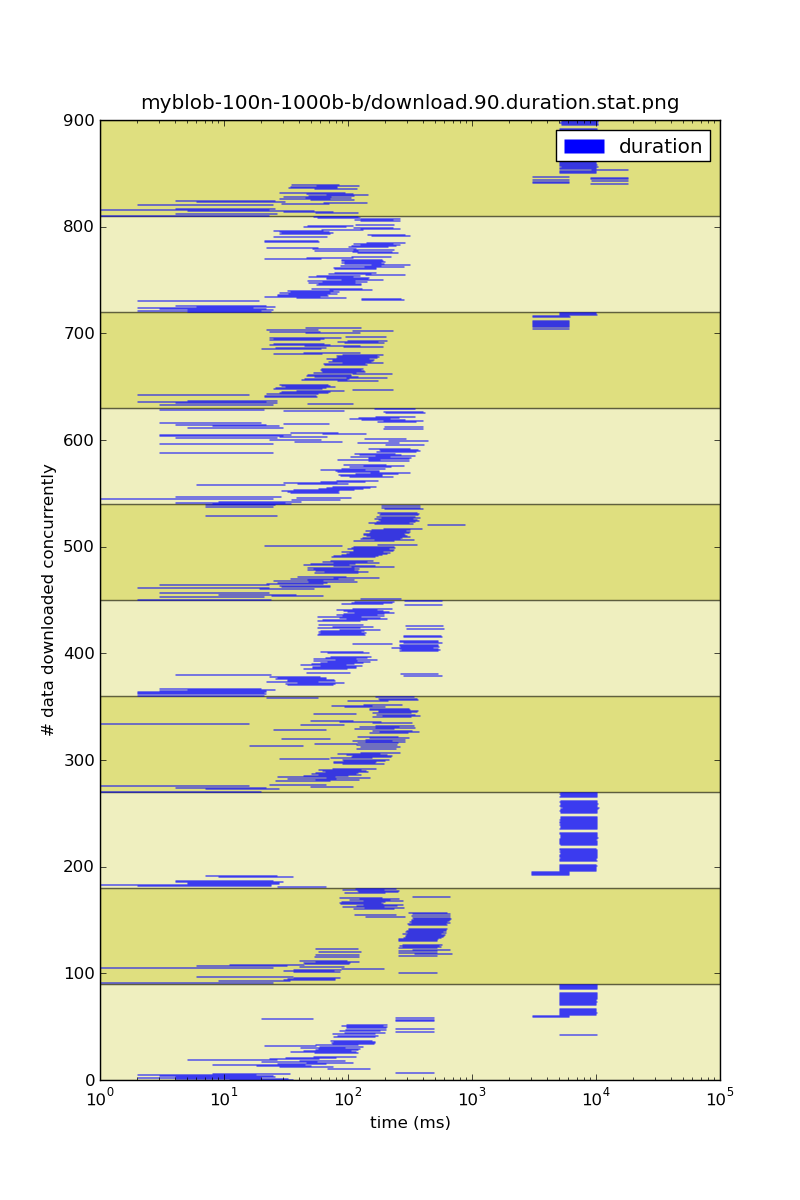 myblob-100n-1000b-b/download.90.duration.stat.png
duration
900
800
700
600
500
400
300
200
100
0
# data downloaded concurrently
10^0 10^1 10^2 10^3 10^4 10^5
time (ms)